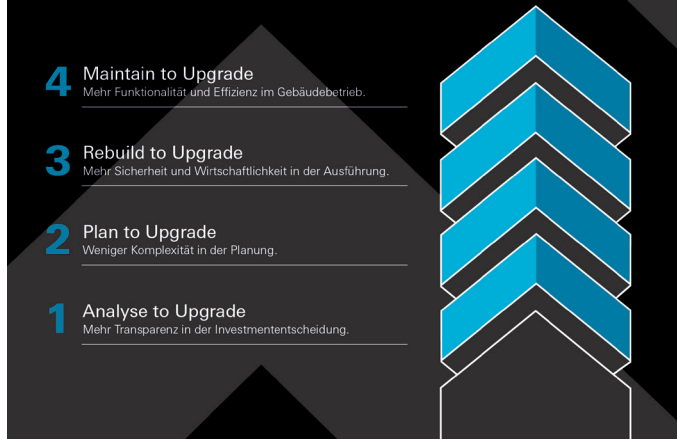 4 Maintain to Upgrade
Mehr Funktionalität und Effizienz im Gebäudebetrieb.
3 Rebuild to Upgrade
Mehr Sicherheit und Wirtschaftlichkeit in der Ausführung.
2 Plan to Upgrade
Weniger Komplexität in der Planung.
1 Analyse to Upgrade
Mehr Transparenz in der Investmententscheidung.